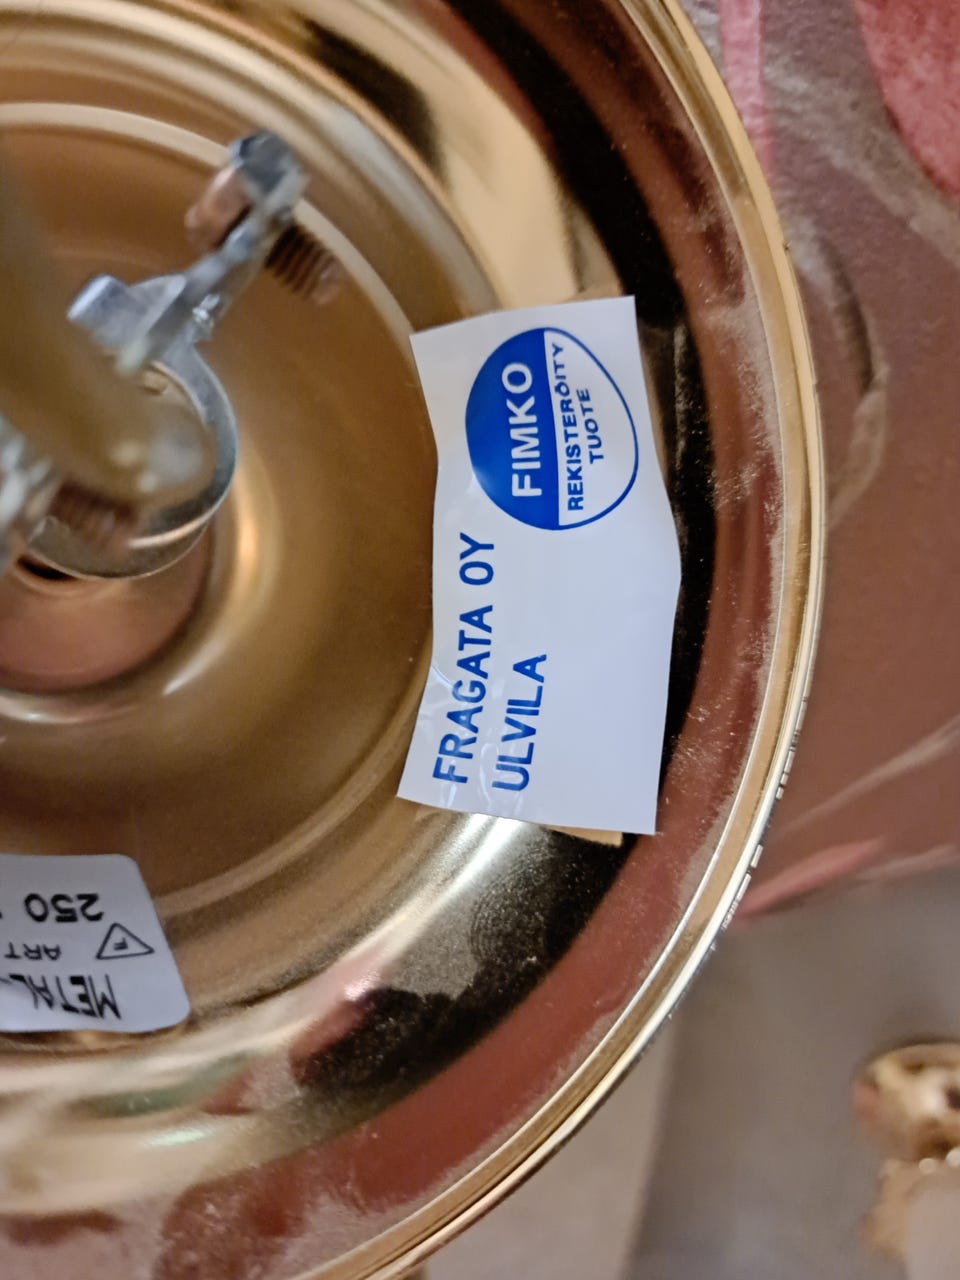 FIMKO
REKISTERÖITY
TUOTE
FRAGATA OY
ULVILA
METAL
ART
F
250